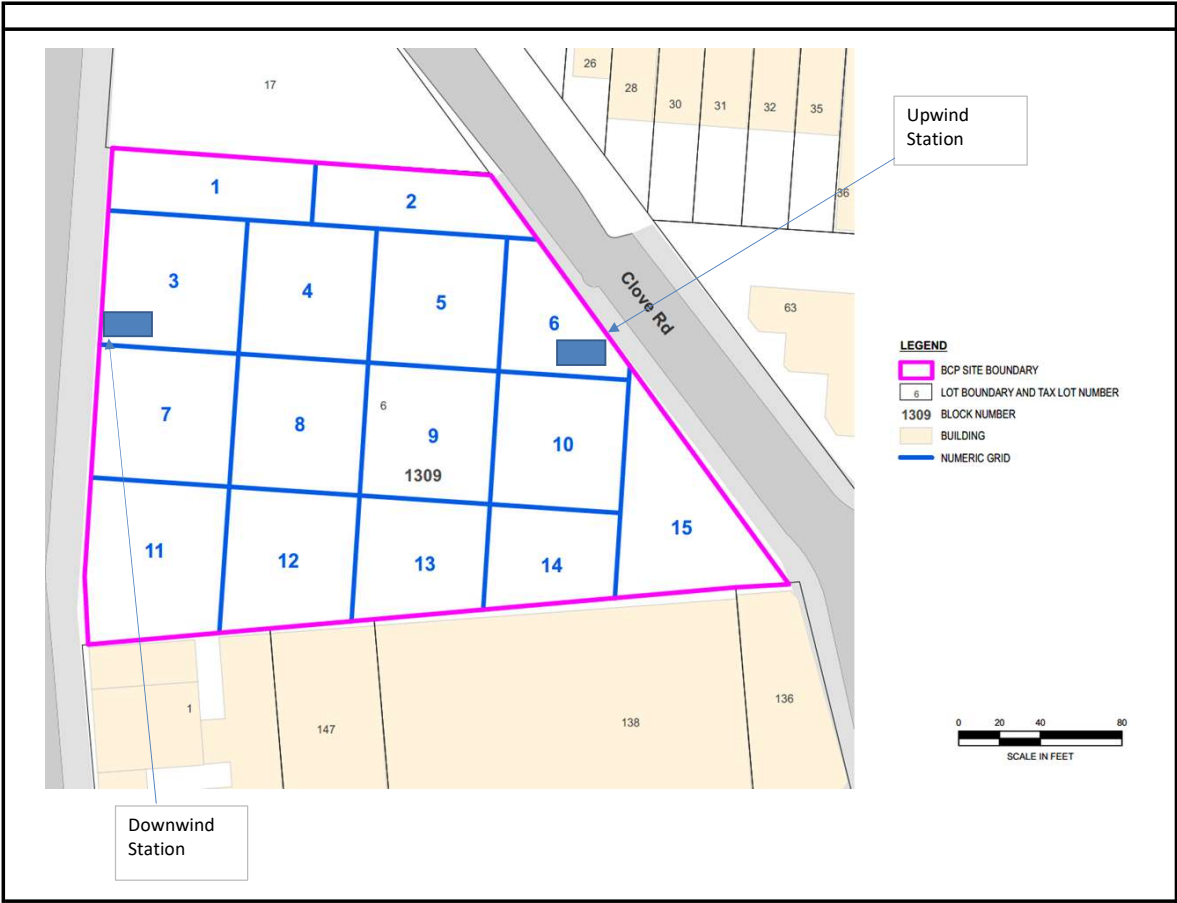 17
26
28
30
31
32
35
36
Upwind
Station
1
2
3
4
5
6
Clove Rd
63
7
8
6
9
10
1309
11
12
13
14
15
LEGEND
BCP SITE BOUNDARY
6 LOT BOUNDARY AND TAX LOT NUMBER
1309 BLOCK NUMBER
BUILDING
NUMERIC GRID
1
147
138
136
0 20 40 80
SCALE IN FEET
Downwind
Station